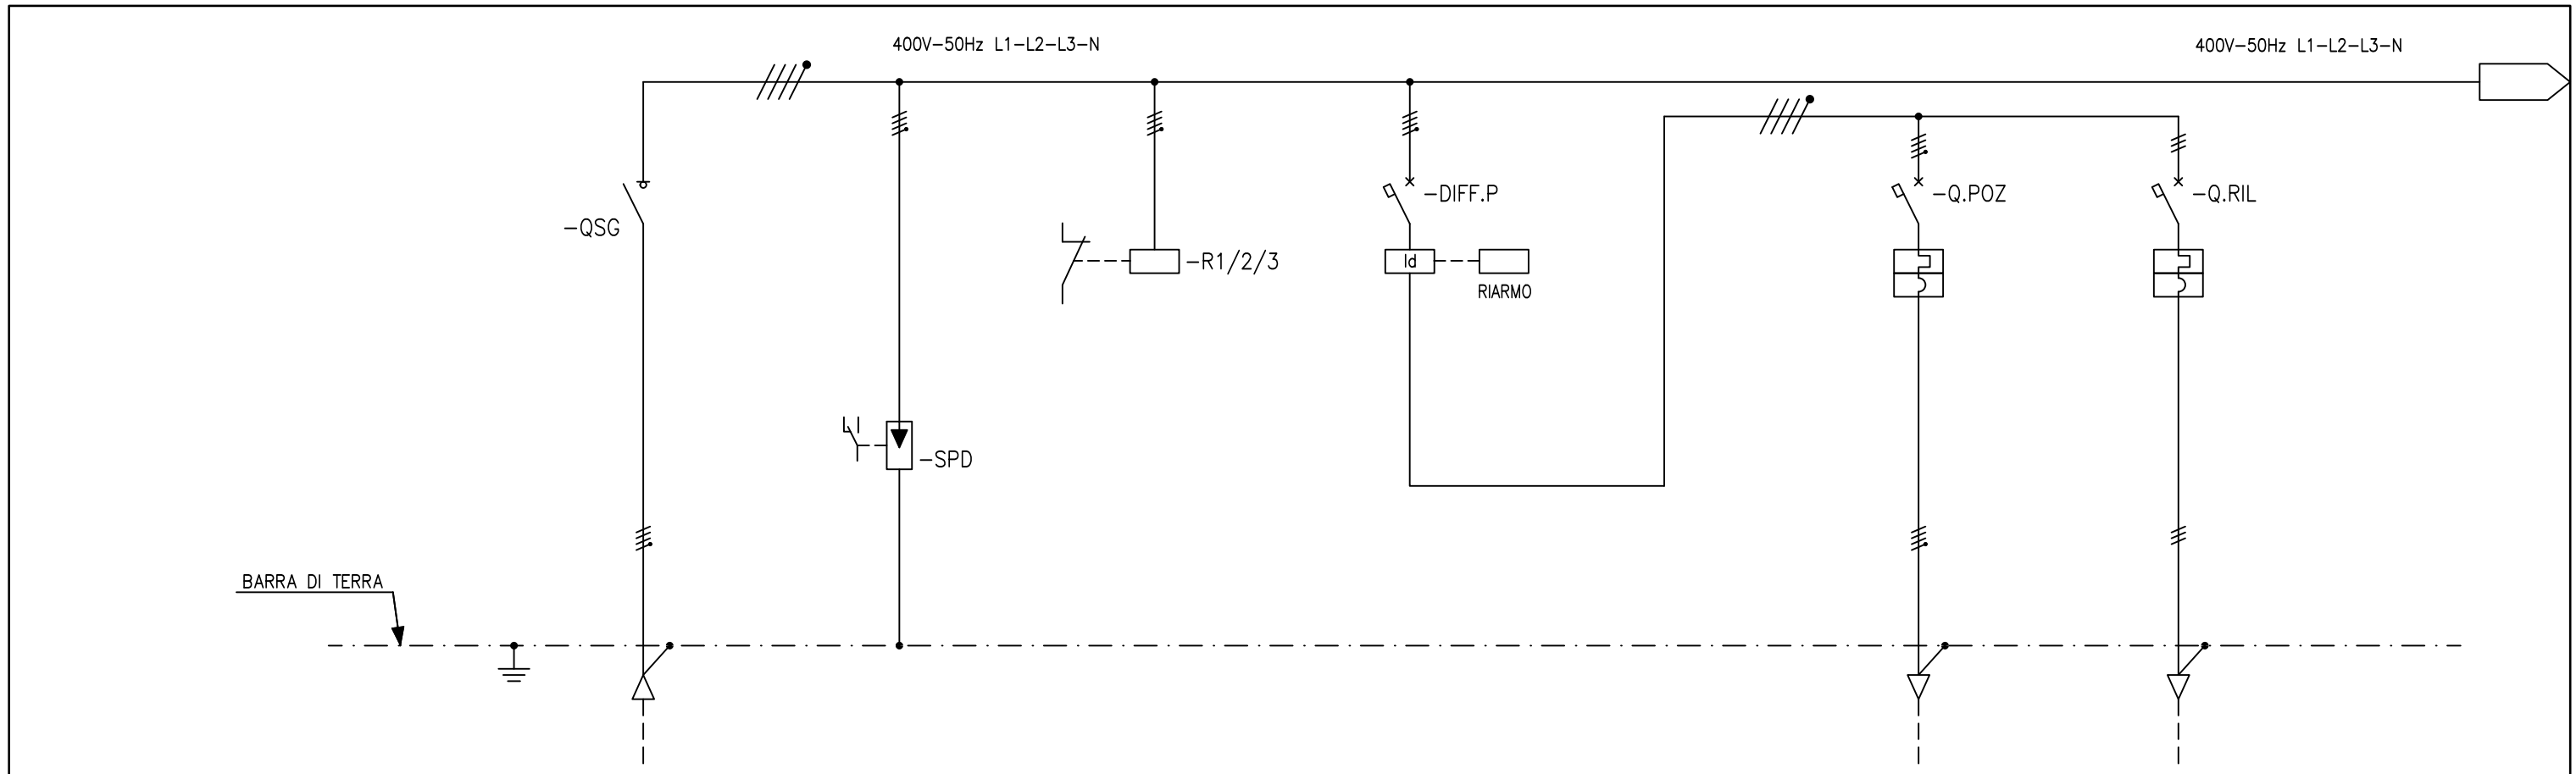 400V-50Hz L1-L2-L3-N
400V-50Hz L1-L2-L3-N
-QSG
-R1/2/3
-DIFF.P
Id
RIARMO
-Q.POZ
-Q.RIL
-SPD
BARRA DI TERRA